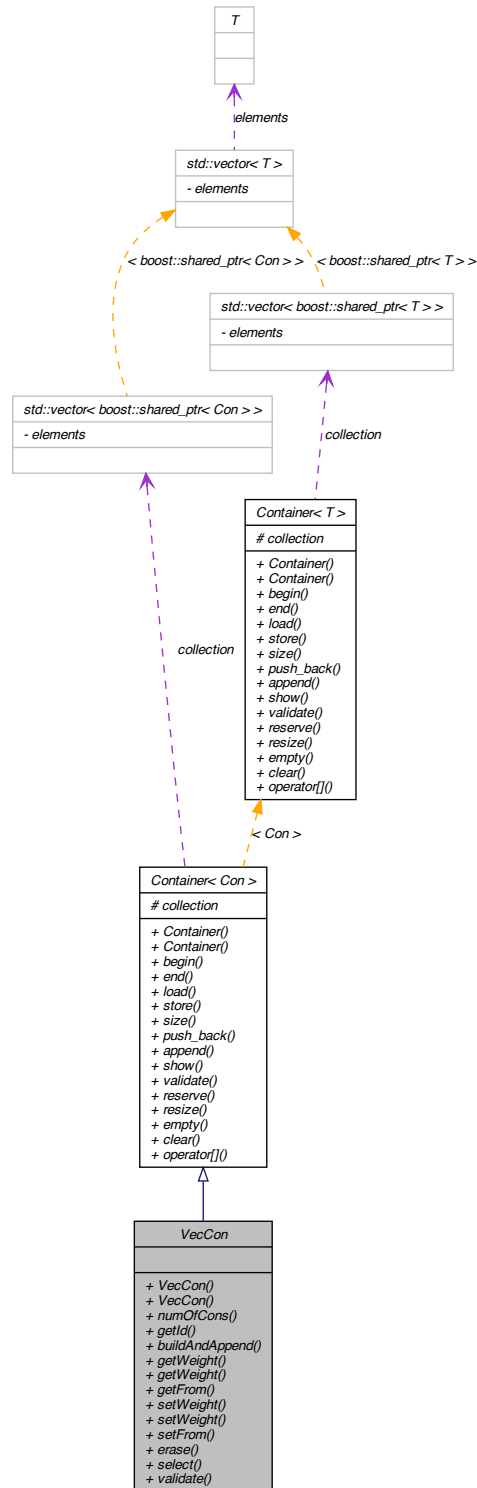 T
elements
std::vector< T >
- elements
< boost::shared_ptr< Con > >
< boost::shared_ptr< T > >
std::vector< boost::shared_ptr< T > >
- elements
std::vector< boost::shared_ptr< Con > >
- elements
collection
Container< T >
# collection
+ Container()
+ Container()
+ begin()
+ end()
+ load()
+ store()
+ size()
+ push_back()
+ append()
+ show()
+ validate()
+ reserve()
+ resize()
+ empty()
+ clear()
+ operator[]()
collection
< Con >
Container< Con >
# collection
+ Container()
+ Container()
+ begin()
+ end()
+ load()
+ store()
+ size()
+ push_back()
+ append()
+ show()
+ validate()
+ reserve()
+ resize()
+ empty()
+ clear()
+ operator[]()
VecCon
+ VecCon()
+ VecCon()
+ numOfCons()
+ getId()
+ buildAndAppend()
+ getWeight()
+ getWeight()
+ getFrom()
+ setWeight()
+ setWeight()
+ setFrom()
+ erase()
+ select()
+ validate()